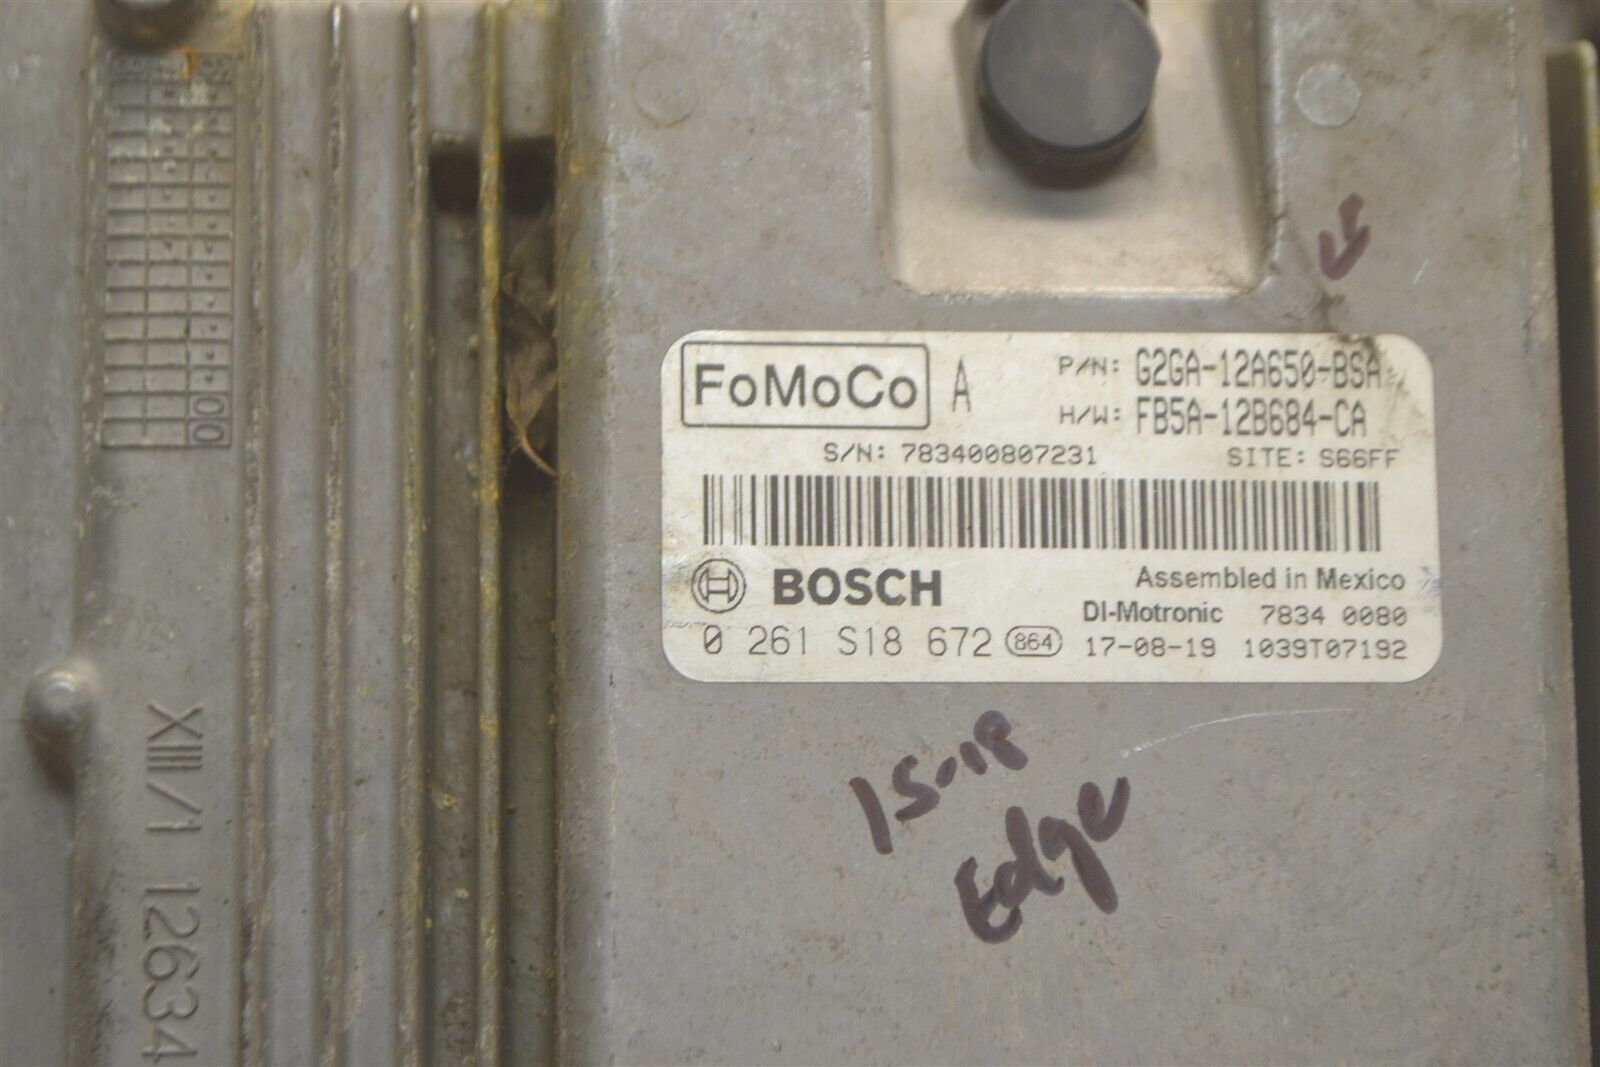 FoMoCo A P/N: G2GA-12A650-BSA
H/W: FB5A-12B684-CA
S/N: 783400807231 SITE: S66FF
BOSCH Assembled in Mexico
DI-Motronic 7834 0080
0 261 S18 672 864 17-08-19 1039T07192
15-18
Edge
XIII/1 12634